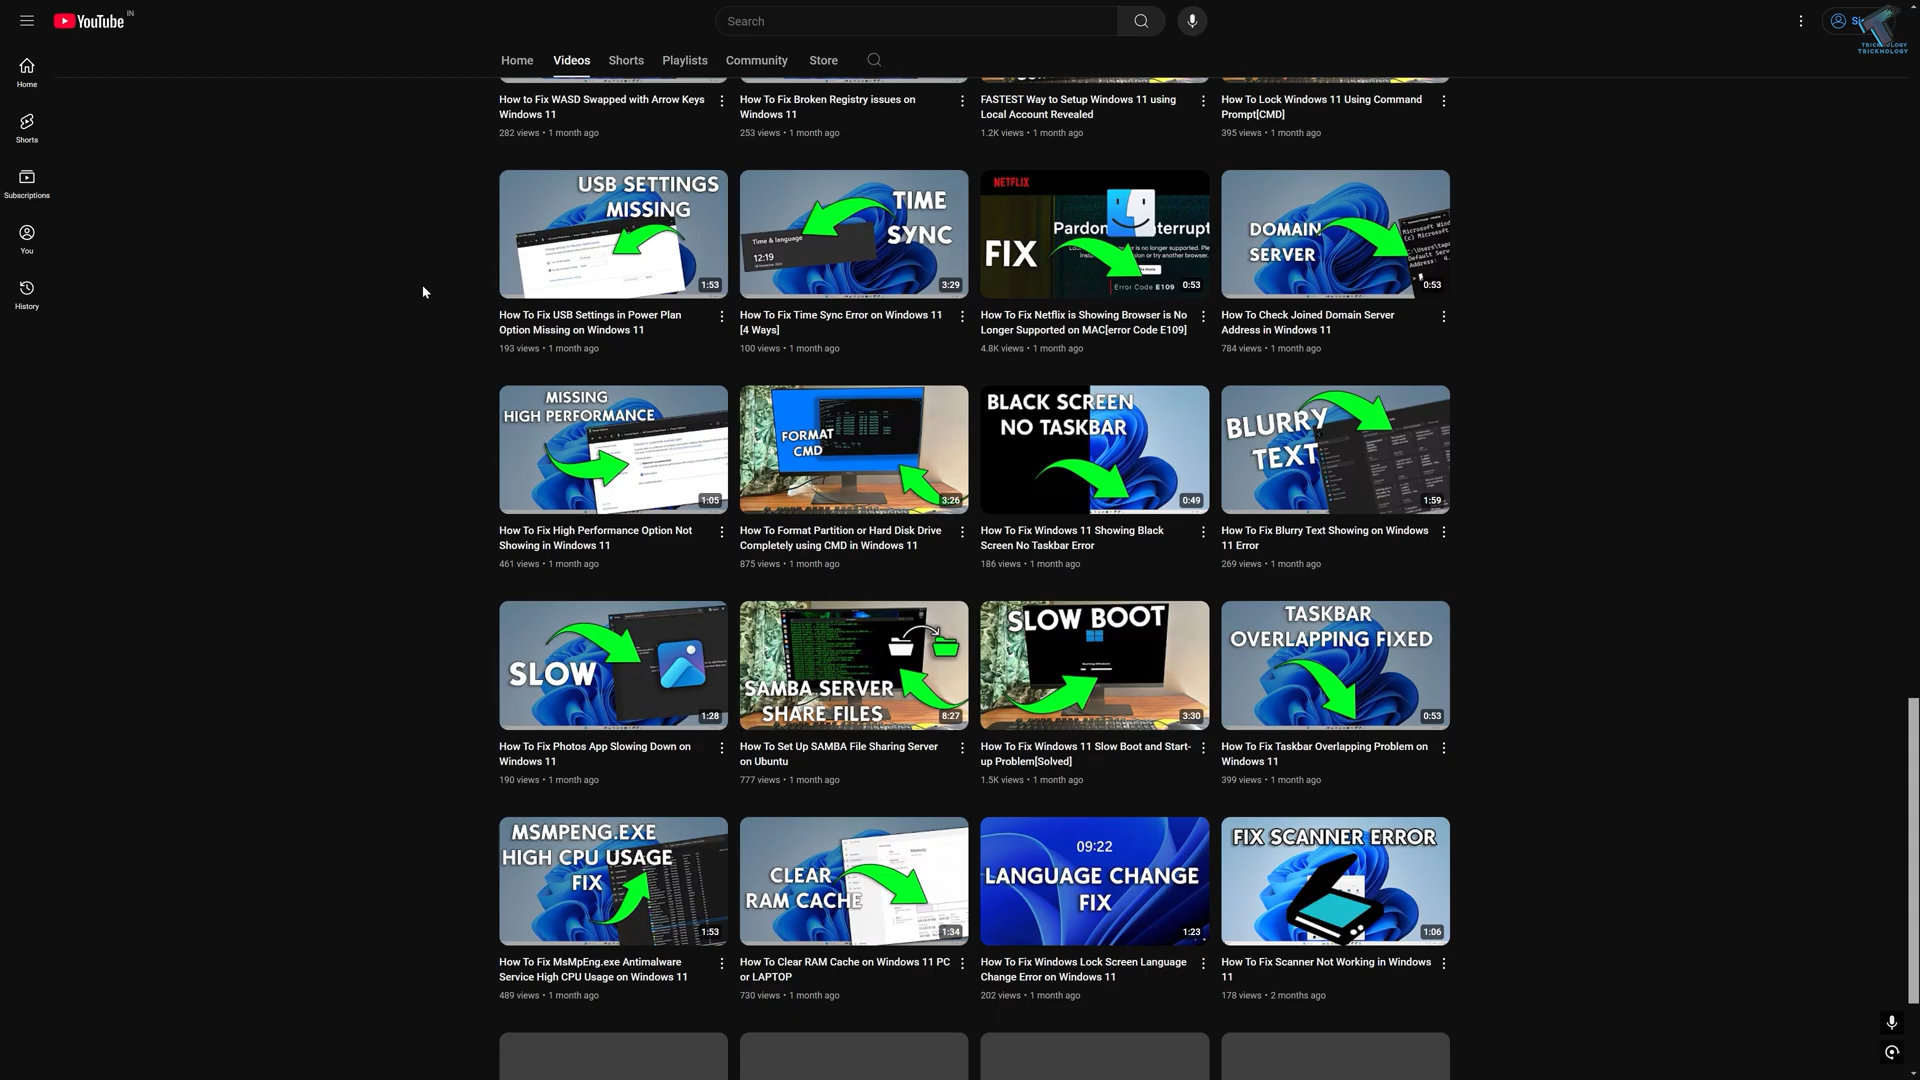 YouTube IN
Search
TRICKNOLOGY
TRICKNOLOGY
Home Videos Shorts Playlists Community Store
Home
Shorts
Subscriptions
You
History
How to Fix WASD Swapped with Arrow Keys
Windows 11
282 views • 1 month ago
How To Fix Broken Registry issues on
Windows 11
253 views • 1 month ago
FASTEST Way to Setup Windows 11 using
Local Account Revealed
1.2K views • 1 month ago
How To Lock Windows 11 Using Command
Prompt[CMD]
395 views • 1 month ago
USB SETTINGS
MISSING
1:53
How To Fix USB Settings in Power Plan
Option Missing on Windows 11
193 views • 1 month ago
TIME
SYNC
Time & language
12:19
3:29
How To Fix Time Sync Error on Windows 11
[4 Ways]
100 views • 1 month ago
NETFLIX
Pardon terrupt
FIX
is no longer supported. Ple
or try another browser.
Error Code E109
0:53
How To Fix Netflix is Showing Browser is No
Longer Supported on MAC[error Code E109]
4.8K views • 1 month ago
DOMAIN
SERVER
Microsoft Wind
0:53
How To Check Joined Domain Server
Address in Windows 11
784 views • 1 month ago
MISSING
HIGH PERFORMANCE
1:05
How To Fix High Performance Option Not
Showing in Windows 11
461 views • 1 month ago
FORMAT
CMD
3:26
How To Format Partition or Hard Disk Drive
Completely using CMD in Windows 11
875 views • 1 month ago
BLACK SCREEN
NO TASKBAR
0:49
How To Fix Windows 11 Showing Black
Screen No Taskbar Error
186 views • 1 month ago
BLURRY
TEXT
1:59
How To Fix Blurry Text Showing on Windows
11 Error
269 views • 1 month ago
SLOW
1:28
How To Fix Photos App Slowing Down on
Windows 11
190 views • 1 month ago
SAMBA SERVER
SHARE FILES
8:27
How To Set Up SAMBA File Sharing Server
on Ubuntu
777 views • 1 month ago
SLOW BOOT
3:30
How To Fix Windows 11 Slow Boot and Start-
up Problem[Solved]
1.5K views • 1 month ago
TASKBAR
OVERLAPPING FIXED
0:53
How To Fix Taskbar Overlapping Problem on
Windows 11
399 views • 1 month ago
MSMPENG.EXE
HIGH CPU USAGE
FIX
1:53
How To Fix MsMpEng.exe Antimalware
Service High CPU Usage on Windows 11
489 views • 1 month ago
CLEAR
RAM CACHE
1:34
How To Clear RAM Cache on Windows 11 PC
or LAPTOP
730 views • 1 month ago
09:22
LANGUAGE CHANGE
FIX
1:23
How To Fix Windows Lock Screen Language
Change Error on Windows 11
202 views • 1 month ago
FIX SCANNER ERROR
1:06
How To Fix Scanner Not Working in Windows
11
178 views • 2 months ago